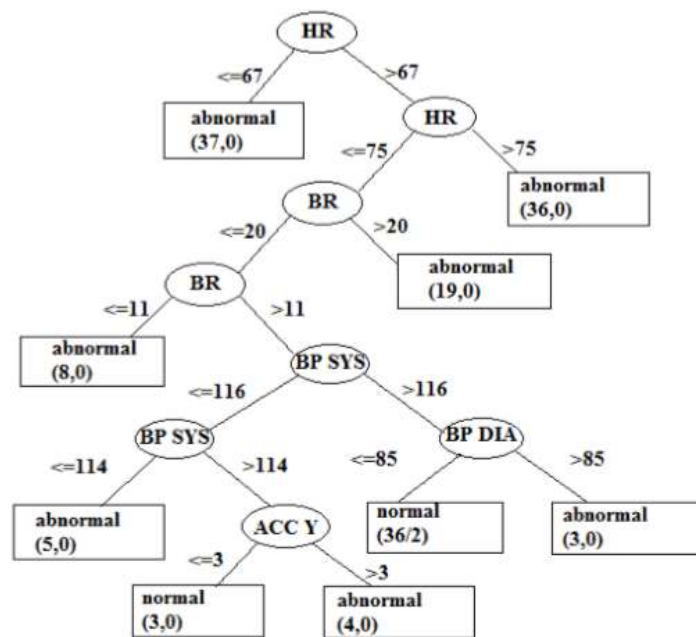 HR
<=67
>67
abnormal
(37,0)
HR
<=75
>75
abnormal
(36,0)
BR
<=20
>20
abnormal
(19,0)
BR
<=11
>11
abnormal
(8,0)
BP SYS
<=116
>116
BP SYS
BP DIA
<=114
>114
<=85
>85
abnormal
(5,0)
normal
(36/2)
abnormal
(3,0)
ACC Y
<=3
>3
normal
(3,0)
abnormal
(4,0)